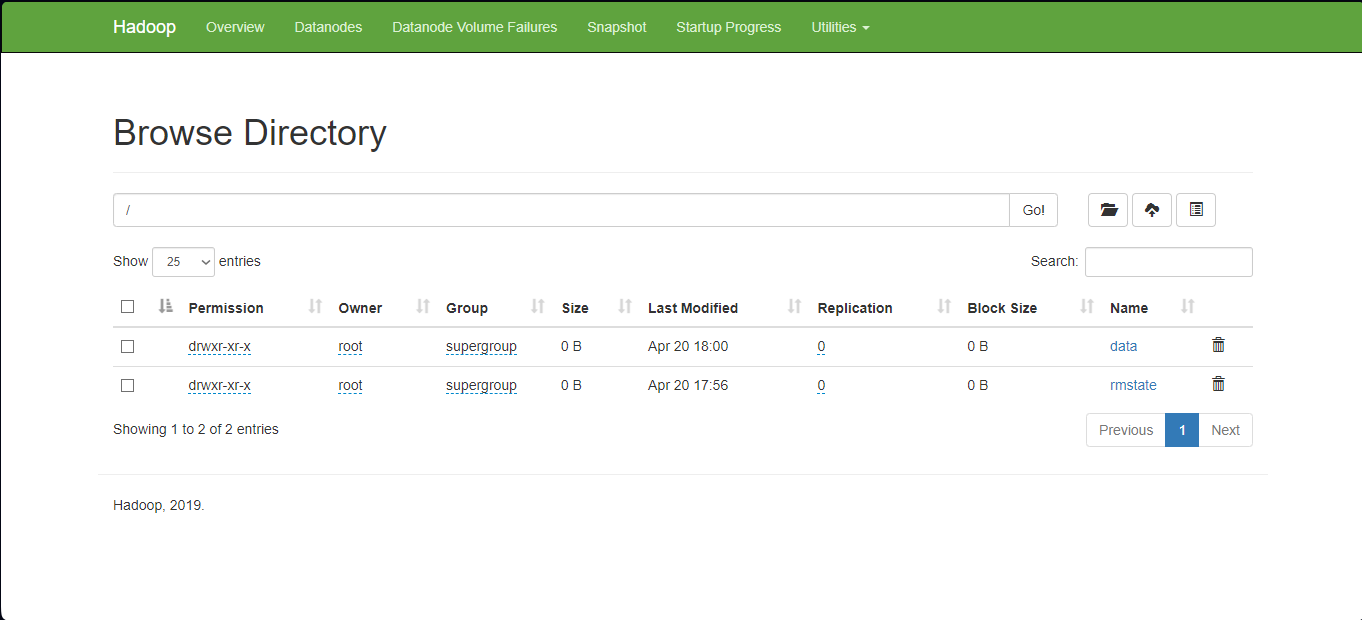 Hadoop Overview Datanodes Datanode Volume Failures Snapshot Startup Progress Utilities
Browse Directory
/ Go!
Show 25 entries Search:
Permission Owner Group Size Last Modified Replication Block Size Name
drwxr-xr-x root supergroup 0 B Apr 20 18:00 0 0 B data
drwxr-xr-x root supergroup 0 B Apr 20 17:56 0 0 B rmstate
Showing 1 to 2 of 2 entries Previous 1 Next
Hadoop, 2019.